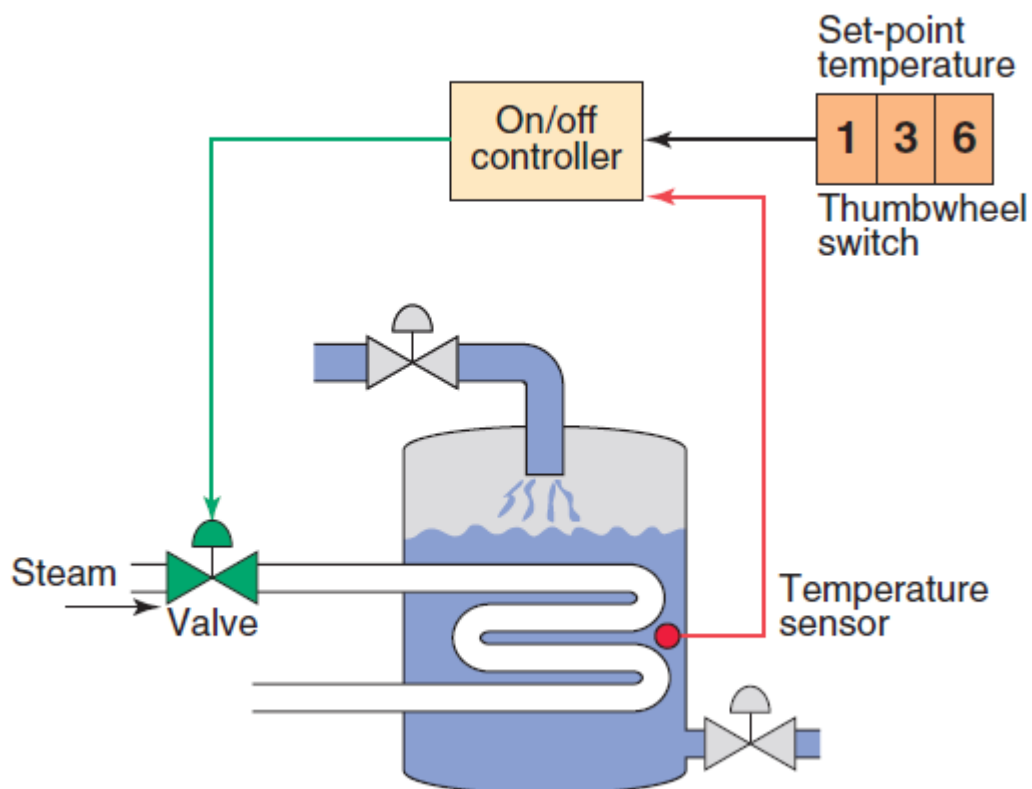 Set-point
temperature
On/off
controller
1 3 6
Thumbwheel
switch
Steam
Valve
Temperature
sensor